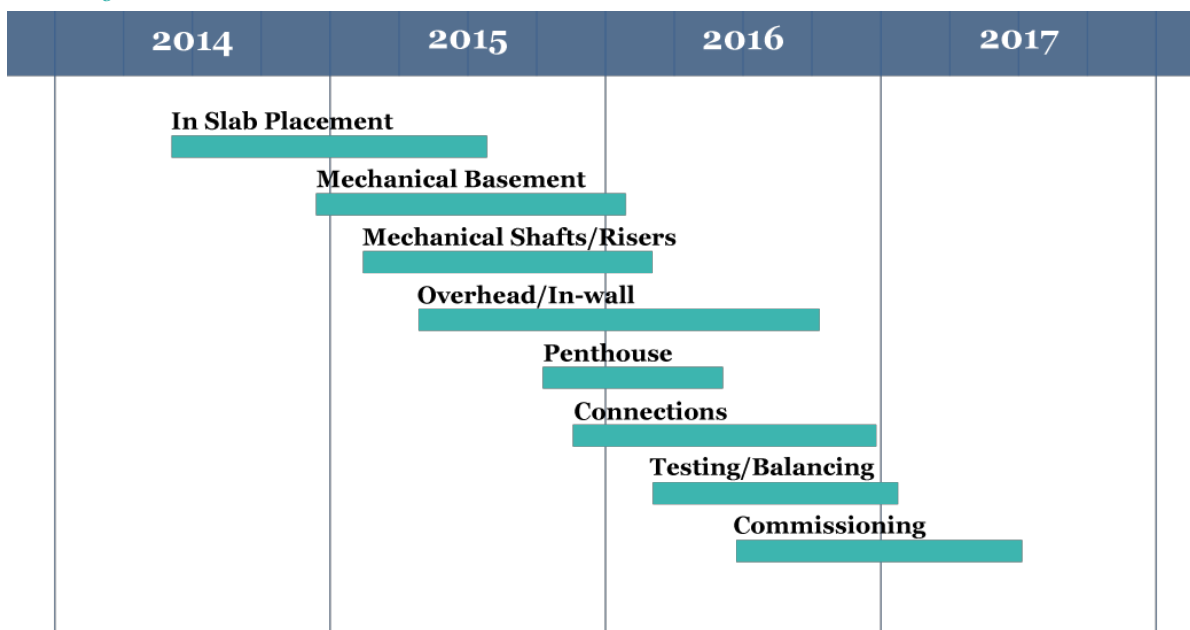 2014 2015 2016 2017
In Slab Placement
Mechanical Basement
Mechanical Shafts/Risers
Overhead/In-wall
Penthouse
Connections
Testing/Balancing
Commissioning